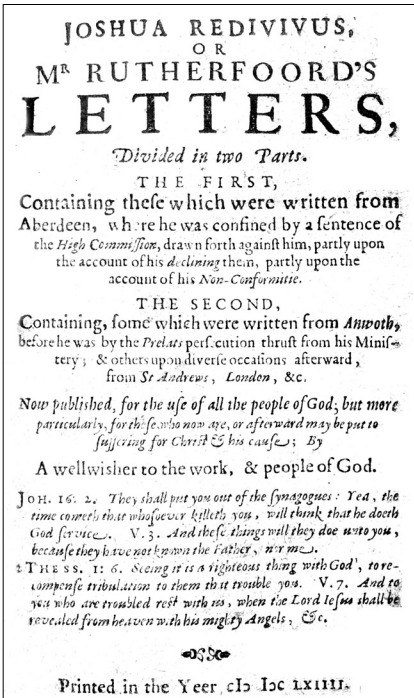 JOSHUA REDIVIVUS,
OR
Mʀ RUTHERFOORD'S
LETTERS,
Divided in two Parts.
THE FIRST,
Containing these which were written from
Aberdeen, where he was confined by a ſentence of
the High Commiſſion, drawn forth againſt him, partly upon
the account of his declining them, partly upon the
account of his Non-Conformitie.
THE SECOND,
Containing, ſome which were written from Anwoth,
before he was by the Prelats perſecution thruſt from his Miniſ-
tery; & others upon diverſe occaſions afterward,
from St Andrews, London, &c.
Now publiſhed, for the uſe of all the people of God; but more
particularly, for theſe who now are, or afterward may be put to
ſuffering for Chriſt & his cauſe; By
A wellwiſher to the work, & people of God.
JOH. 16. 2. They ſhall put you out of the ſynagogues: Yea, the
time cometh that whoſoever killeth you, will think that he doeth
God ſervice. V. 3. And theſe things will they doe unto you,
becauſe they have not known the Father, nor me.
2 THESS. 1: 6. Seeing it is a righteous thing with God, to re-
compenſe tribulation to them that trouble you. V. 7. And to
you who are troubled reſt with us, when the Lord Ieſus ſhall be
revealed from heaven with his mighty Angels, &c.
Printed in the Yeer cIɔ Iɔc LXIIII.